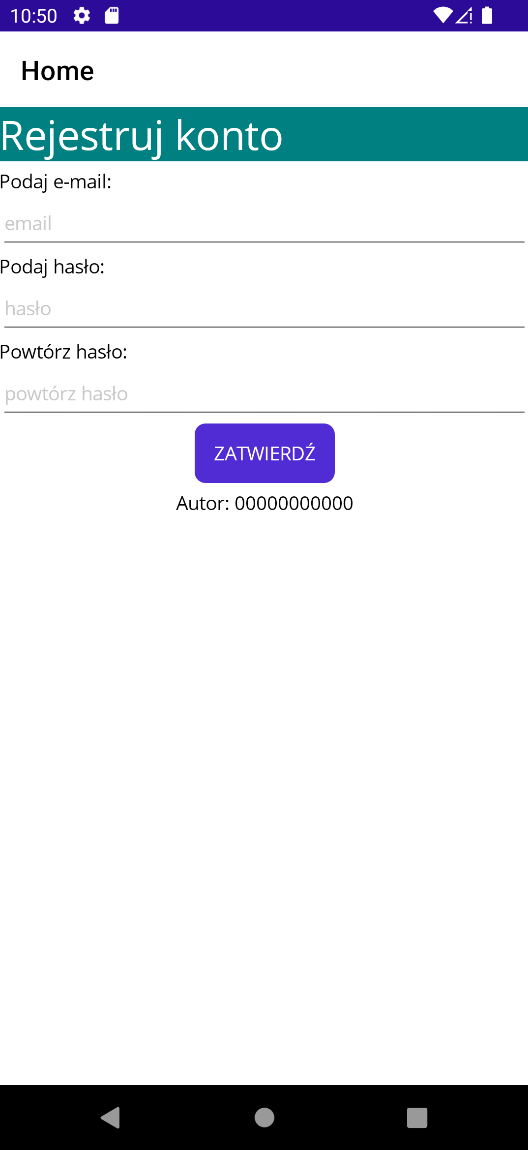 10:50
Home
Rejestruj konto
Podaj e-mail:
email
Podaj hasło:
hasło
Powtórz hasło:
powtórz hasło
ZATWIERDŹ
Autor: 00000000000